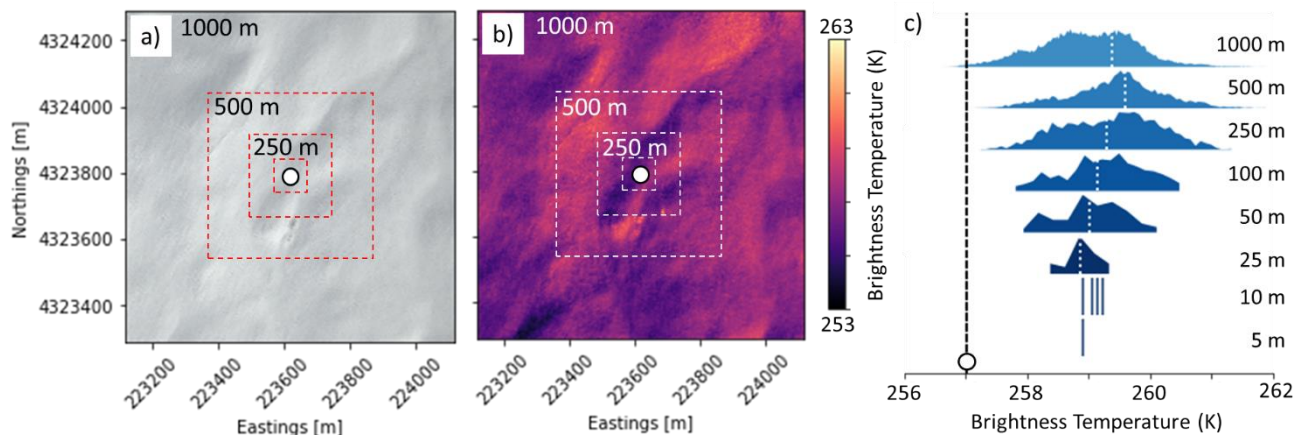 a)
1000 m
500 m
250 m
4324200
4324000
4323800
4323600
4323400
Northings [m]
223200
223400
223600
223800
224000
Eastings [m]
b)
1000 m
500 m
250 m
223200
223400
223600
223800
224000
Eastings [m]
263
Brightness Temperature (K)
253
c)
1000 m
500 m
250 m
100 m
50 m
25 m
10 m
5 m
256
258
260
262
Brightness Temperature (K)